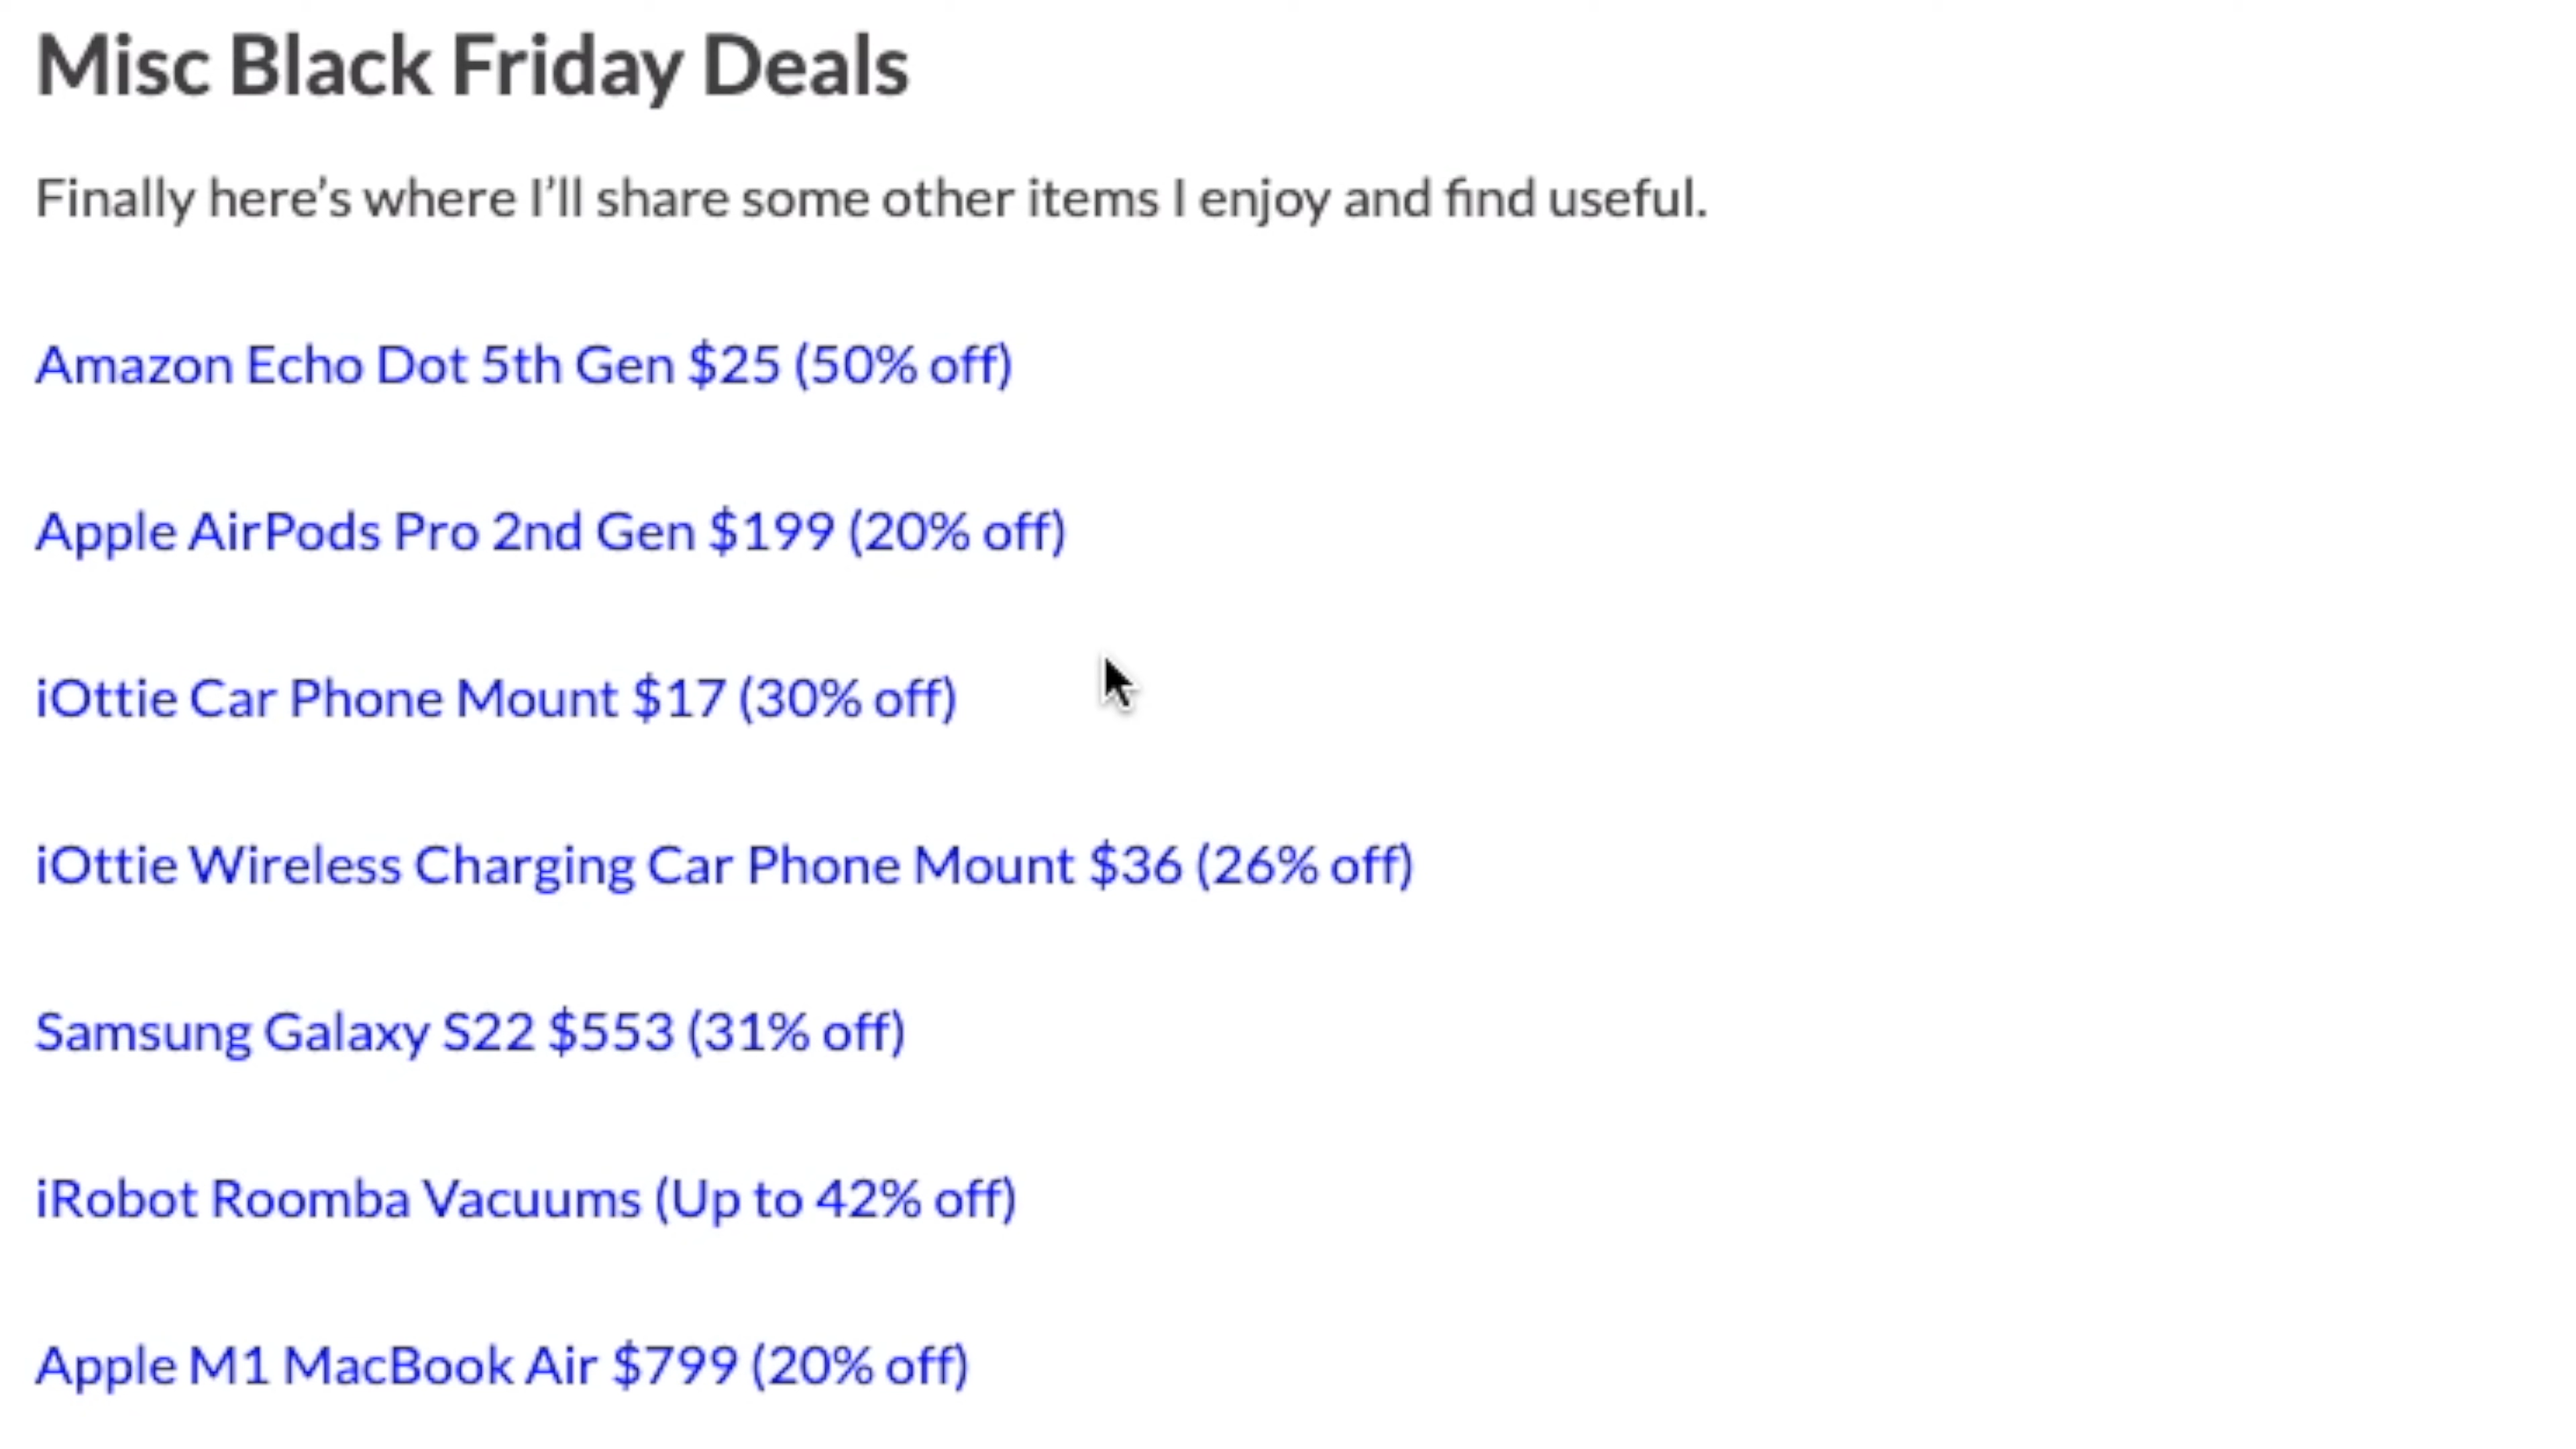 Misc Black Friday Deals
Finally here’s where I’ll share some other items I enjoy and find useful.
Amazon Echo Dot 5th Gen $25 (50% off)
Apple AirPods Pro 2nd Gen $199 (20% off)
iOttie Car Phone Mount $17 (30% off)
iOttie Wireless Charging Car Phone Mount $36 (26% off)
Samsung Galaxy S22 $553 (31% off)
iRobot Roomba Vacuums (Up to 42% off)
Apple M1 MacBook Air $799 (20% off)